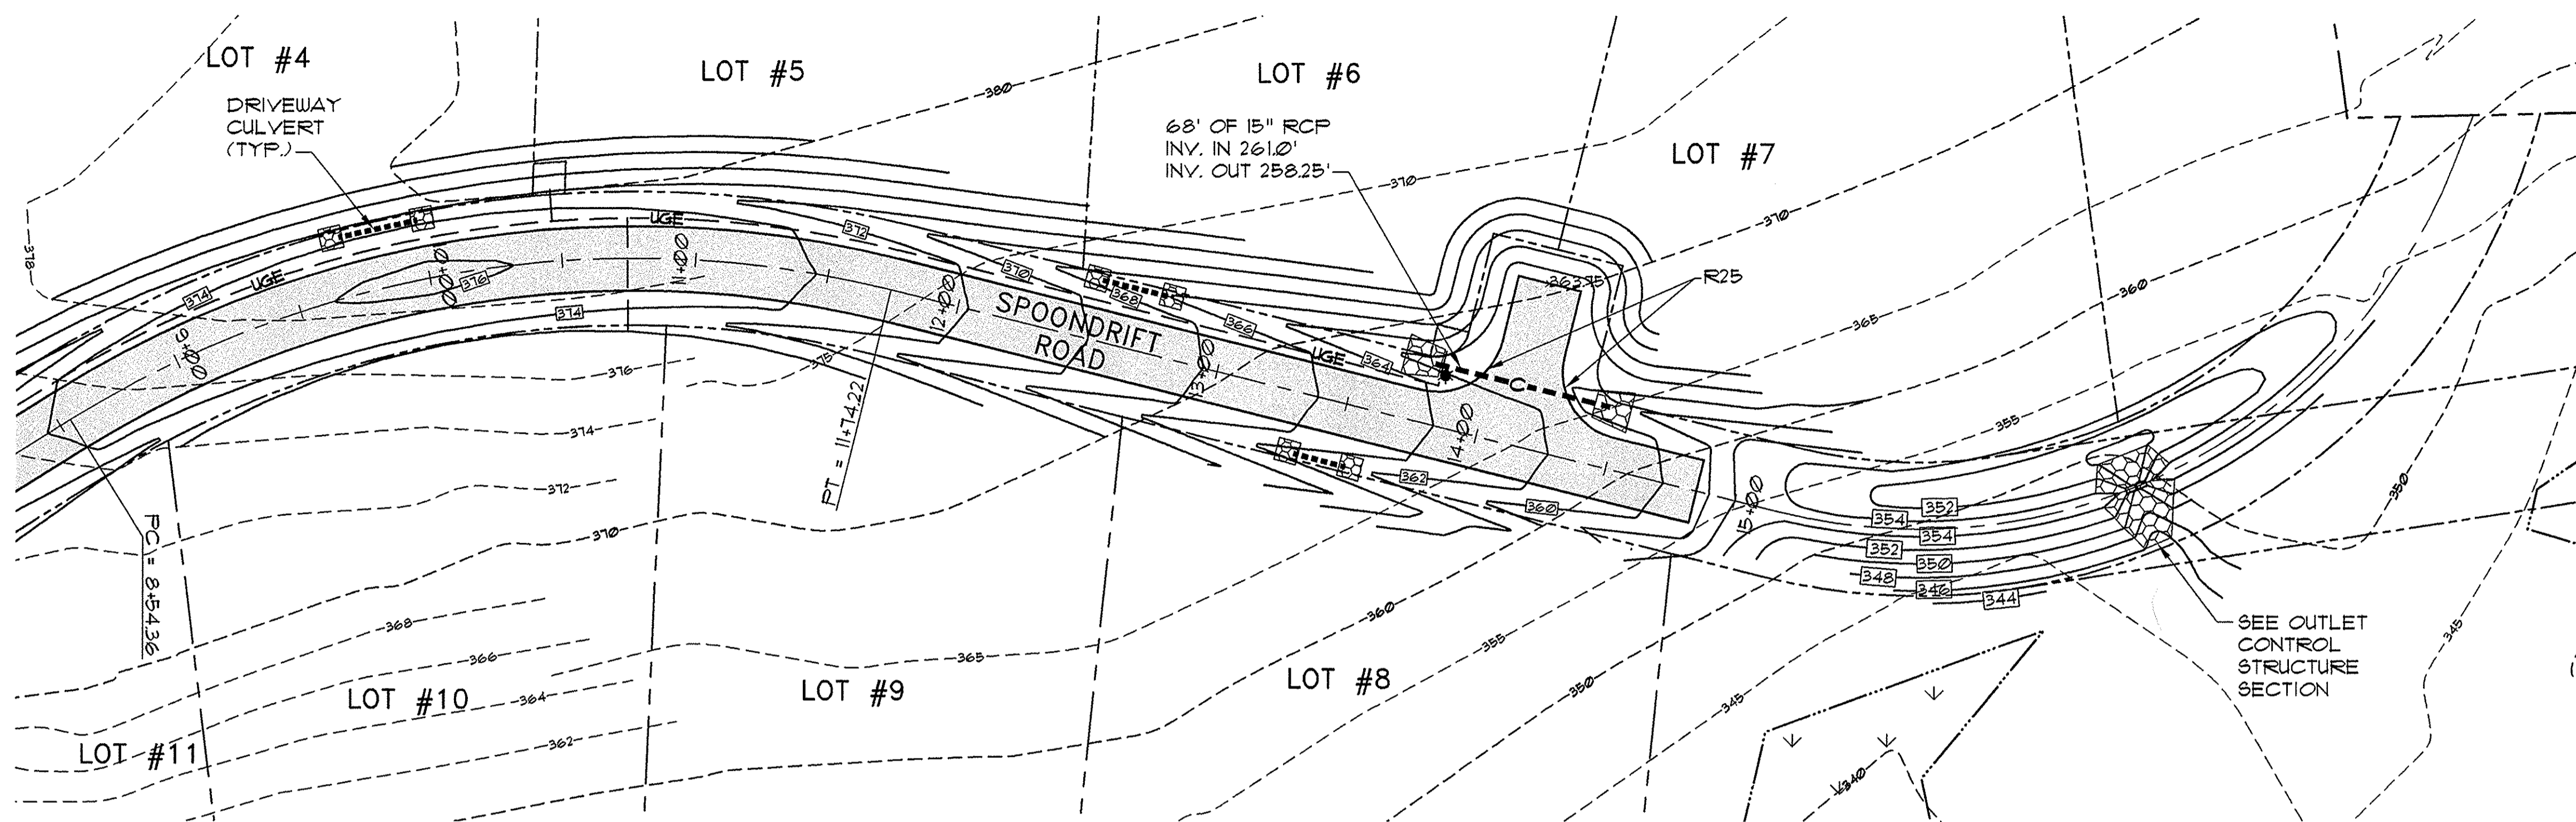 LOT #4
LOT #5
LOT #6
LOT #7
DRIVEWAY
CULVERT
(TYP.)
68' OF 15" RCP
INV. IN 261.0'
INV. OUT 258.25'
380
370
370
378
374
UGE
UGE
372
370
368
366
UGE
364
263.75
R25
365
360
355
350
345
9+00
10+00
376
11+00
12+00
SPOONDRIFT
ROAD
13+00
14+00
15+00
C
374
376
375
374
372
370
PT = 11+74.22
PC = 8+54.36
362
360
354
352
354
352
350
348
246
344
368
366
364
362
365
360
355
350
345
340
LOT #11
LOT #10
LOT #9
LOT #8
SEE OUTLET
CONTROL
STRUCTURE
SECTION